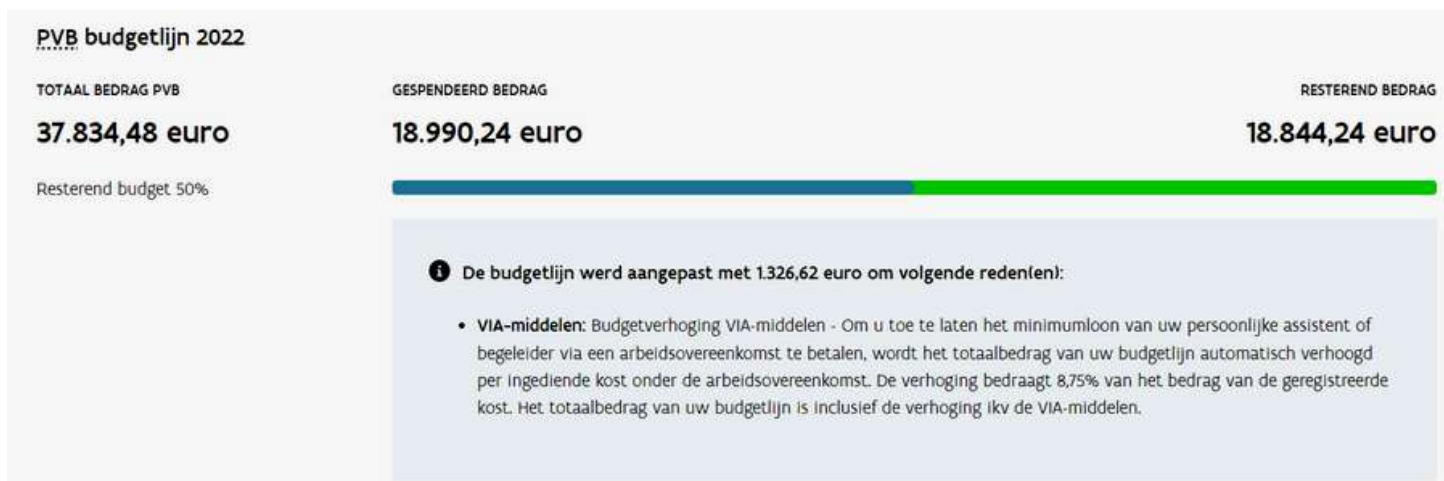 PVB budgetlijn 2022
TOTAAL BEDRAG PVB
37.834,48 euro
GESPENDEERD BEDRAG
18.990,24 euro
RESTEREND BEDRAG
18.844,24 euro
Resterend budget 50%
De budgetlijn werd aangepast met 1.326,62 euro om volgende reden(en):
• VIA-middelen: Budgetverhoging VIA-middelen - Om u toe te laten het minimumloon van uw persoonlijke assistent of
begeleider via een arbeidsovereenkomst te betalen, wordt het totaalbedrag van uw budgetlijn automatisch verhoogd
per ingediende kost onder de arbeidsovereenkomst. De verhoging bedraagt 8,75% van het bedrag van de geregistreerde
kost. Het totaalbedrag van uw budgetlijn is inclusief de verhoging ikv de VIA-middelen.